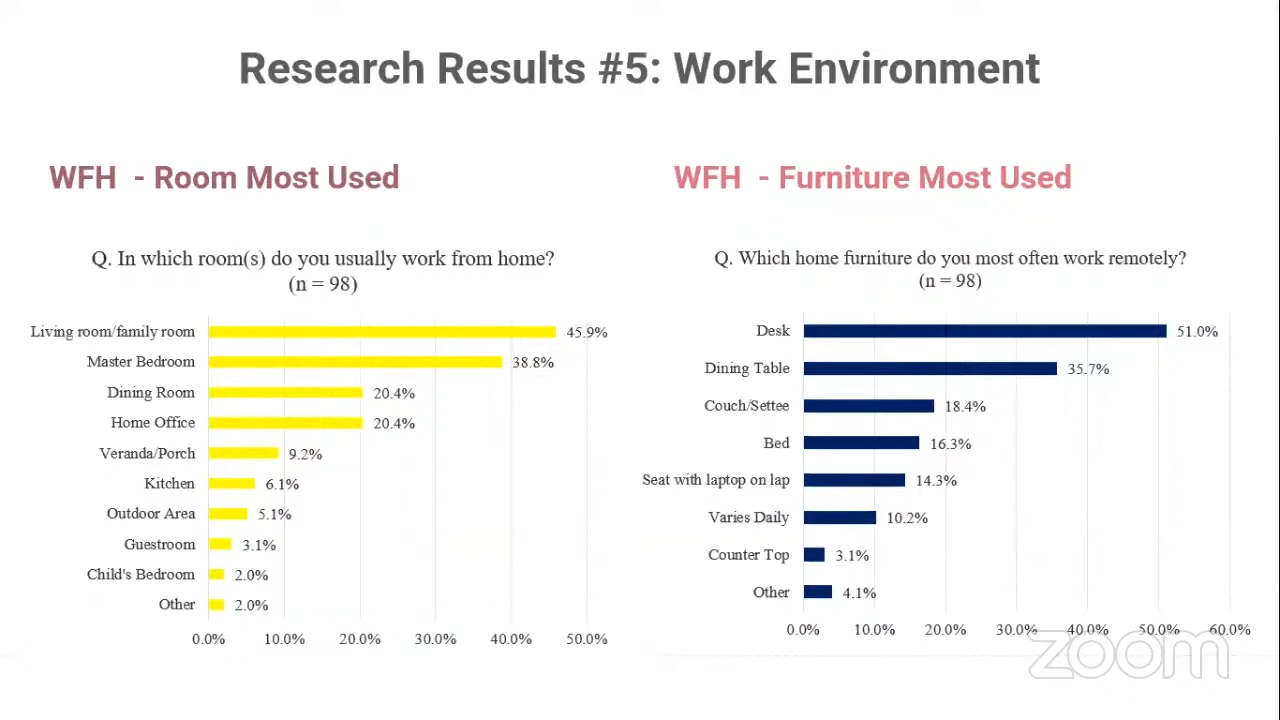 Research Results #5: Work Environment
WFH - Room Most Used
Q. In which room(s) do you usually work from home?
(n = 98)
Living room/family room 45.9%
Master Bedroom 38.8%
Dining Room 20.4%
Home Office 20.4%
Veranda/Porch 9.2%
Kitchen 6.1%
Outdoor Area 5.1%
Guestroom 3.1%
Child's Bedroom 2.0%
Other 2.0%
0.0% 10.0% 20.0% 30.0% 40.0% 50.0%
WFH - Furniture Most Used
Q. Which home furniture do you most often work remotely?
(n = 98)
Desk 51.0%
Dining Table 35.7%
Couch/Settee 18.4%
Bed 16.3%
Seat with laptop on lap 14.3%
Varies Daily 10.2%
Counter Top 3.1%
Other 4.1%
0.0% 10.0% 20.0% 30.0% 40.0% 50.0% 60.0%
zoom